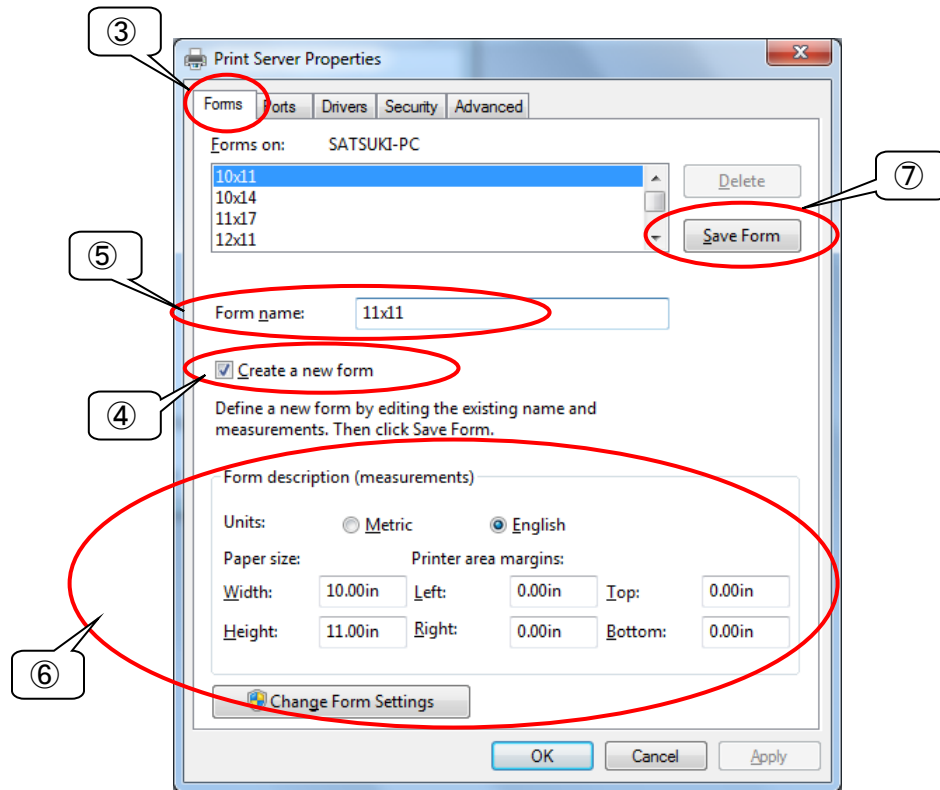 ③
Print Server Properties
Forms Ports Drivers Security Advanced
Forms on: SATSUKI-PC
10x11
10x14
11x17
12x11
Delete
⑦
Save Form
⑤
Form name: 11x11
Create a new form
④
Define a new form by editing the existing name and
measurements. Then click Save Form.
Form description (measurements)
Units: Metric English
Paper size: Printer area margins:
Width: 10.00in Left: 0.00in Top: 0.00in
Height: 11.00in Right: 0.00in Bottom: 0.00in
⑥
Change Form Settings
OK Cancel Apply